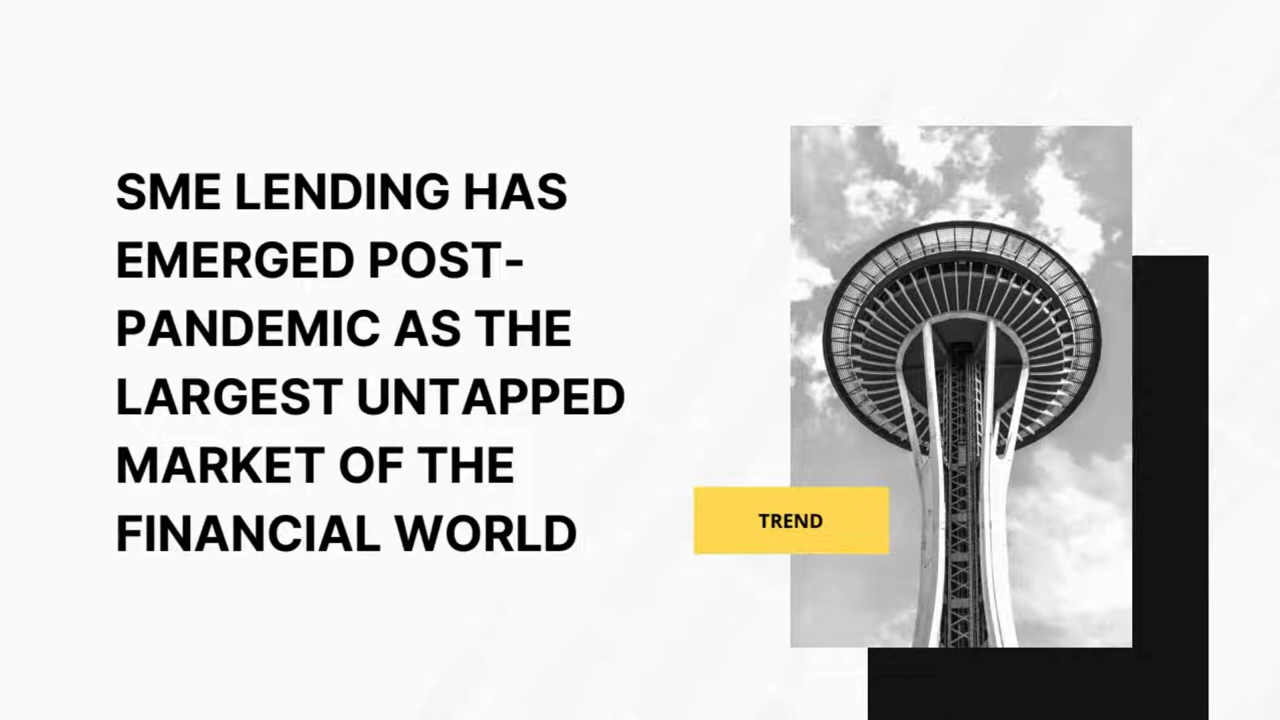 SME LENDING HAS
EMERGED POST-
PANDEMIC AS THE
LARGEST UNTAPPED
MARKET OF THE
FINANCIAL WORLD
TREND